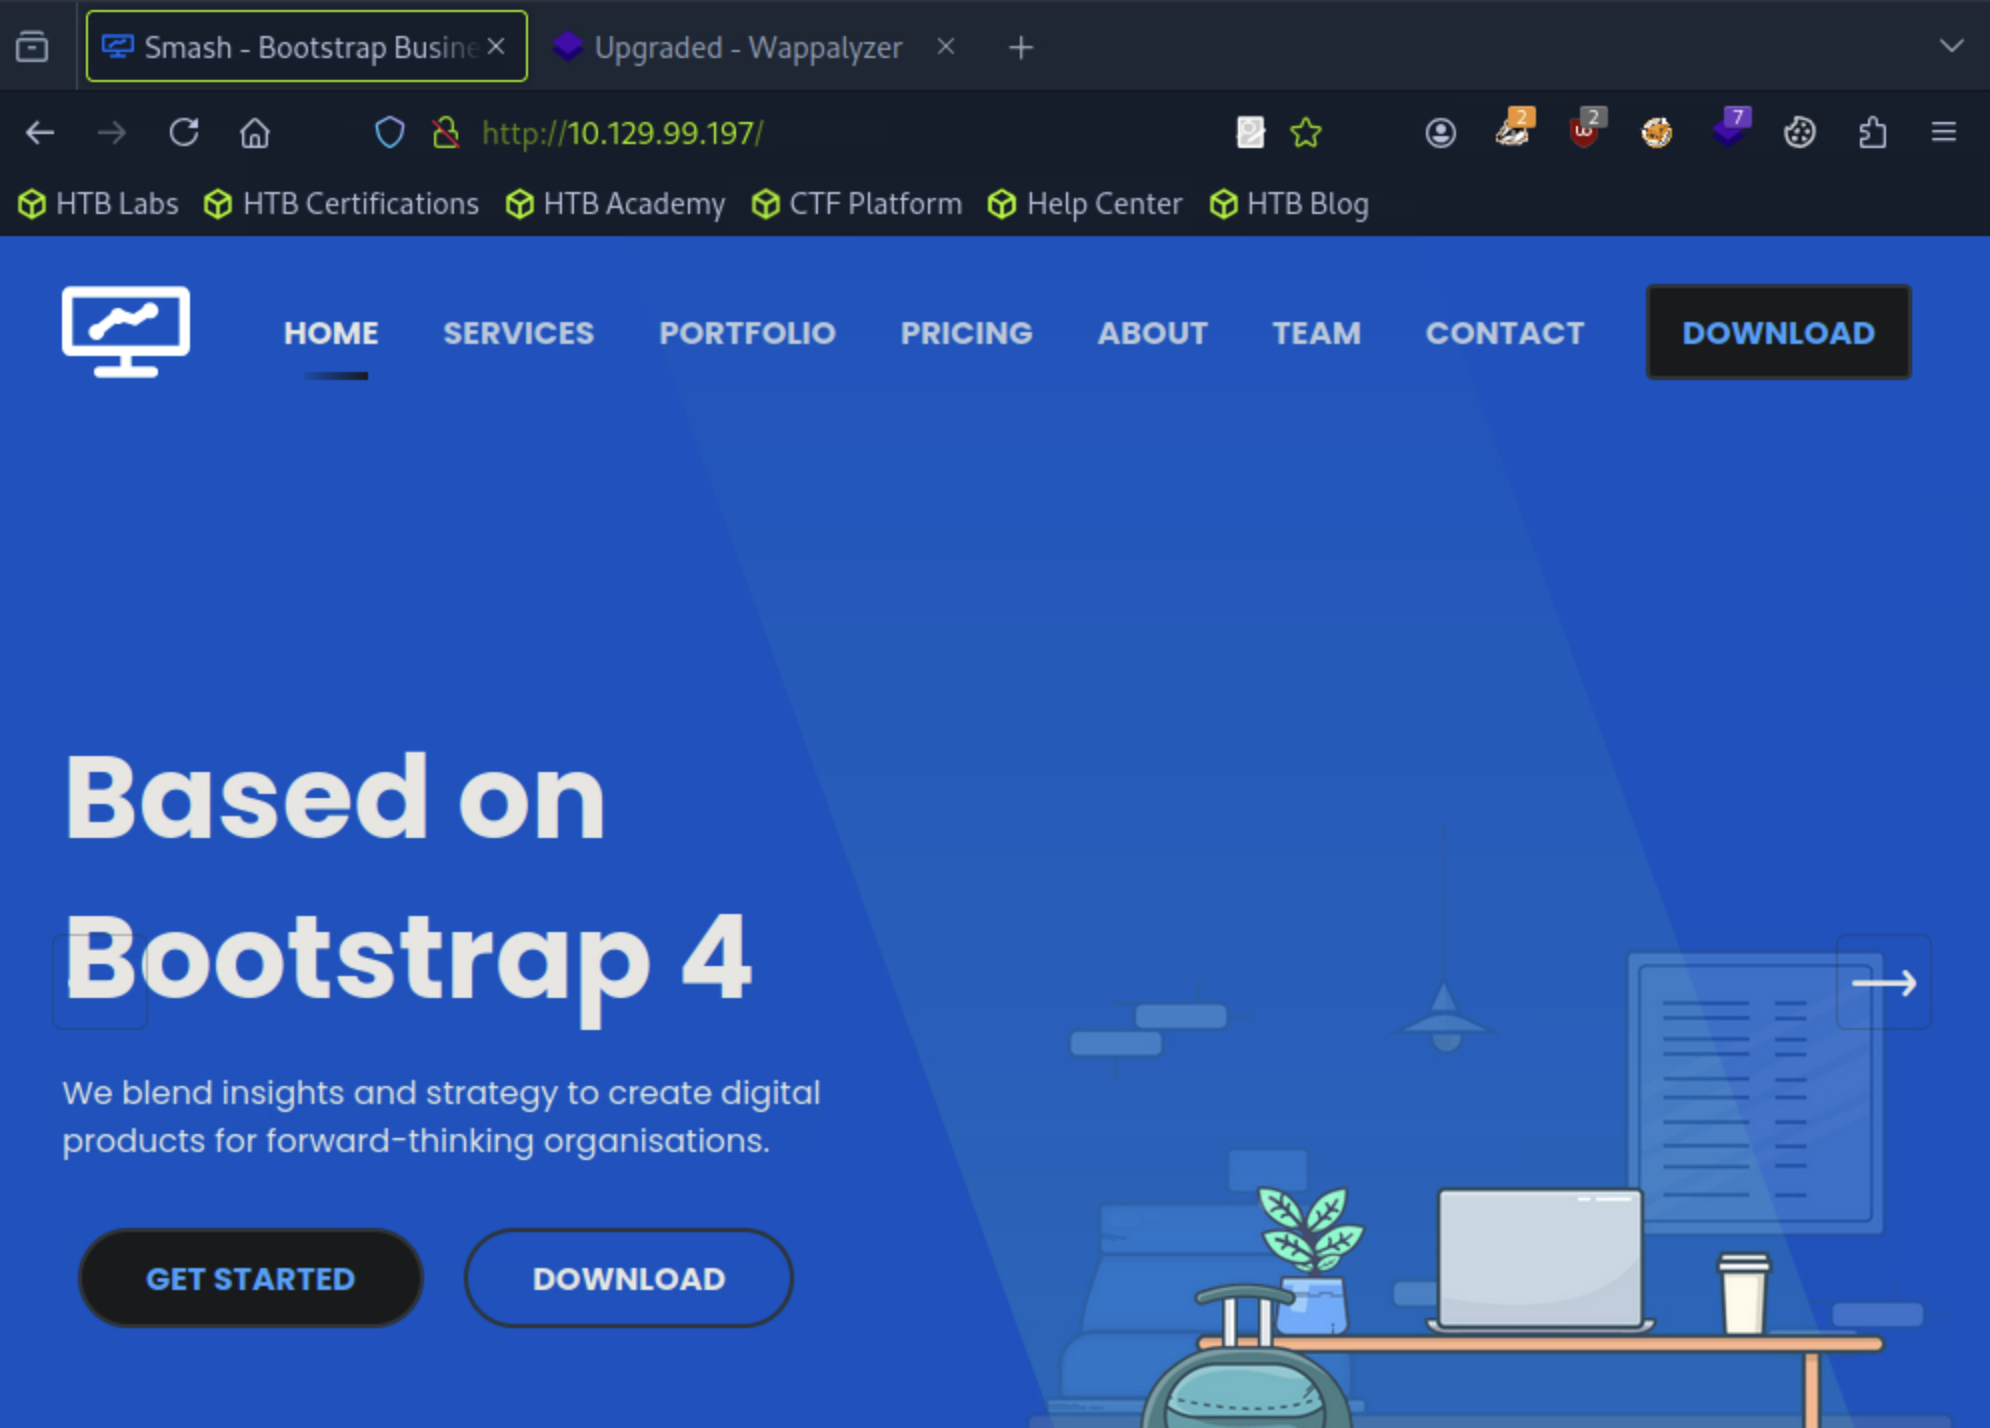 Smash - Bootstrap Busine
Upgraded - Wappalyzer
http://10.129.99.197/
2
2
7
HTB Labs
HTB Certifications
HTB Academy
CTF Platform
Help Center
HTB Blog
HOME
SERVICES
PORTFOLIO
PRICING
ABOUT
TEAM
CONTACT
DOWNLOAD
Based on
Bootstrap 4
We blend insights and strategy to create digital
products for forward-thinking organisations.
GET STARTED
DOWNLOAD